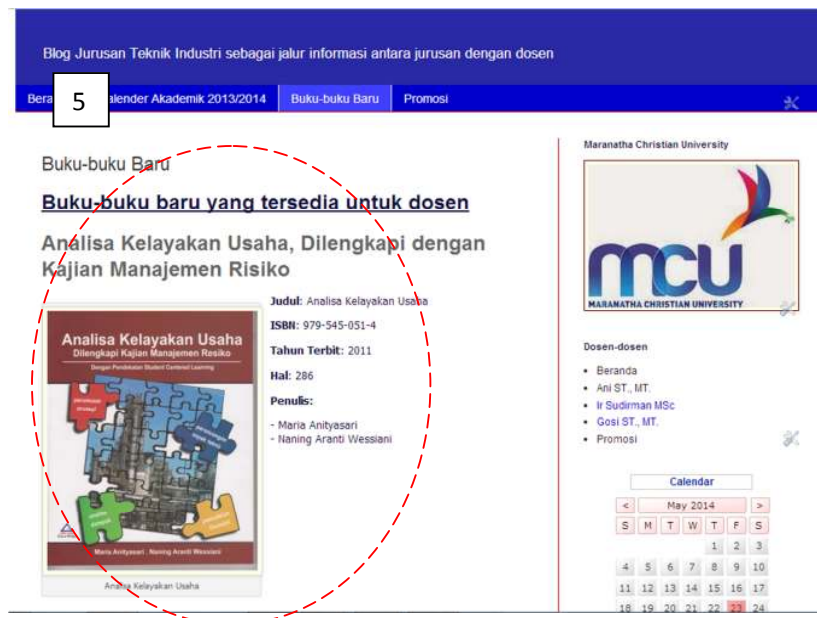 Blog Jurusan Teknik Industri sebagai jalur informasi antara jurusan dengan dosen
5
Bera
alender Akademik 2013/2014
Buku-buku Baru
Promosi
Buku-buku Baru
Buku-buku baru yang tersedia untuk dosen
Analisa Kelayakan Usaha, Dilengkapi dengan
Kajian Manajemen Risiko
Analisa Kelayakan Usaha
Dilengkapi Kajian Manajemen Resiko
Dengan Pendekatan Student Centered Learning
Maria Anityasari . Naning Aranti Wessiani
Analisa Kelayakan Usaha
Judul: Analisa Kelayakan Usaha
ISBN: 979-545-051-4
Tahun Terbit: 2011
Hal: 286
Penulis:
- Maria Anityasari
- Naning Aranti Wessiani
Maranatha Christian University
mcu
MARANATHA CHRISTIAN UNIVERSITY
Dosen-dosen
• Beranda
• Ani ST., MT.
• Ir Sudirman MSc
• Gosi ST., MT.
• Promosi
Calendar
< May 2014 >
S M T W T F S
1 2 3
4 5 6 7 8 9 10
11 12 13 14 15 16 17
18 19 20 21 22 23 24